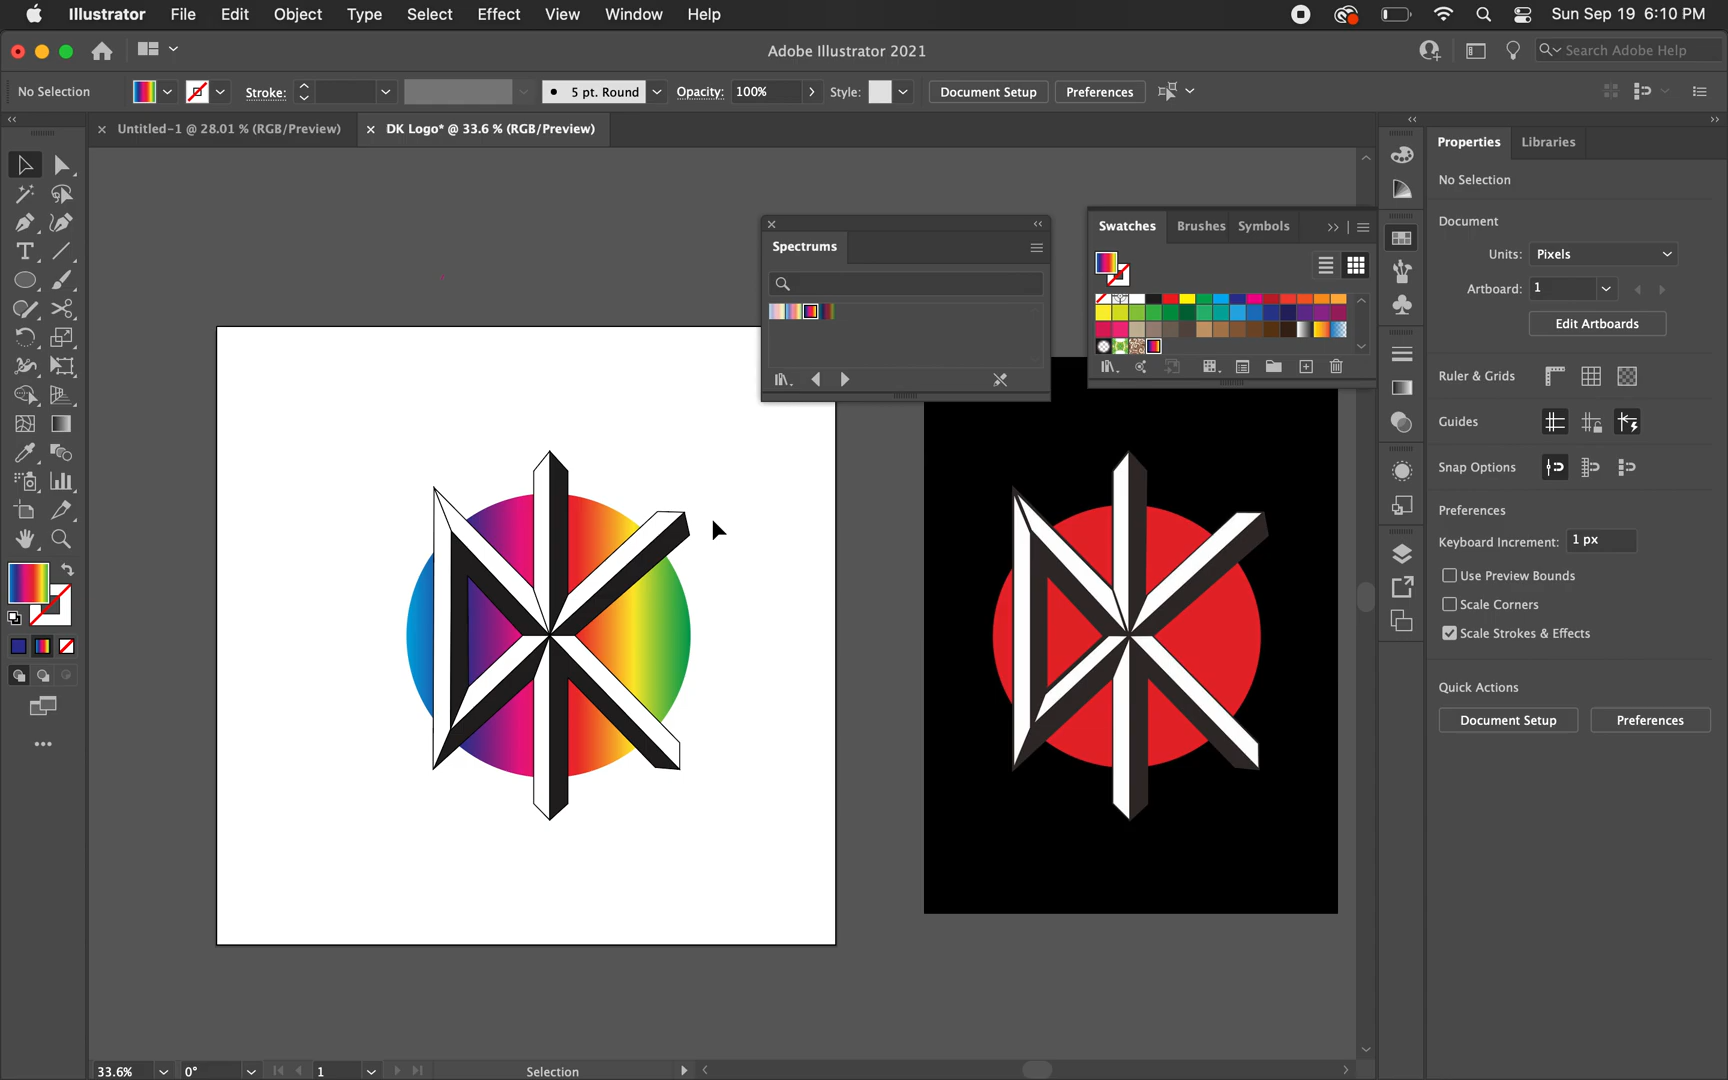 Illustrator File Edit Object Type Select Effect View Window Help Sun Sep 19 6:10 PM
Adobe Illustrator 2021 Search Adobe Help
No Selection Stroke: 5 pt. Round Opacity: 100% Style: Document Setup Preferences
Untitled-1 @ 28.01 % (RGB/Preview) DK Logo* @ 33.6 % (RGB/Preview)
Spectrums
Swatches Brushes Symbols
Properties Libraries
No Selection
Document
Units: Pixels
Artboard: 1
Edit Artboards
Ruler & Grids
Guides
Snap Options
Preferences
Keyboard Increment: 1 px
Use Preview Bounds
Scale Corners
Scale Strokes & Effects
Quick Actions
Document Setup Preferences
33.6% 0° 1 Selection